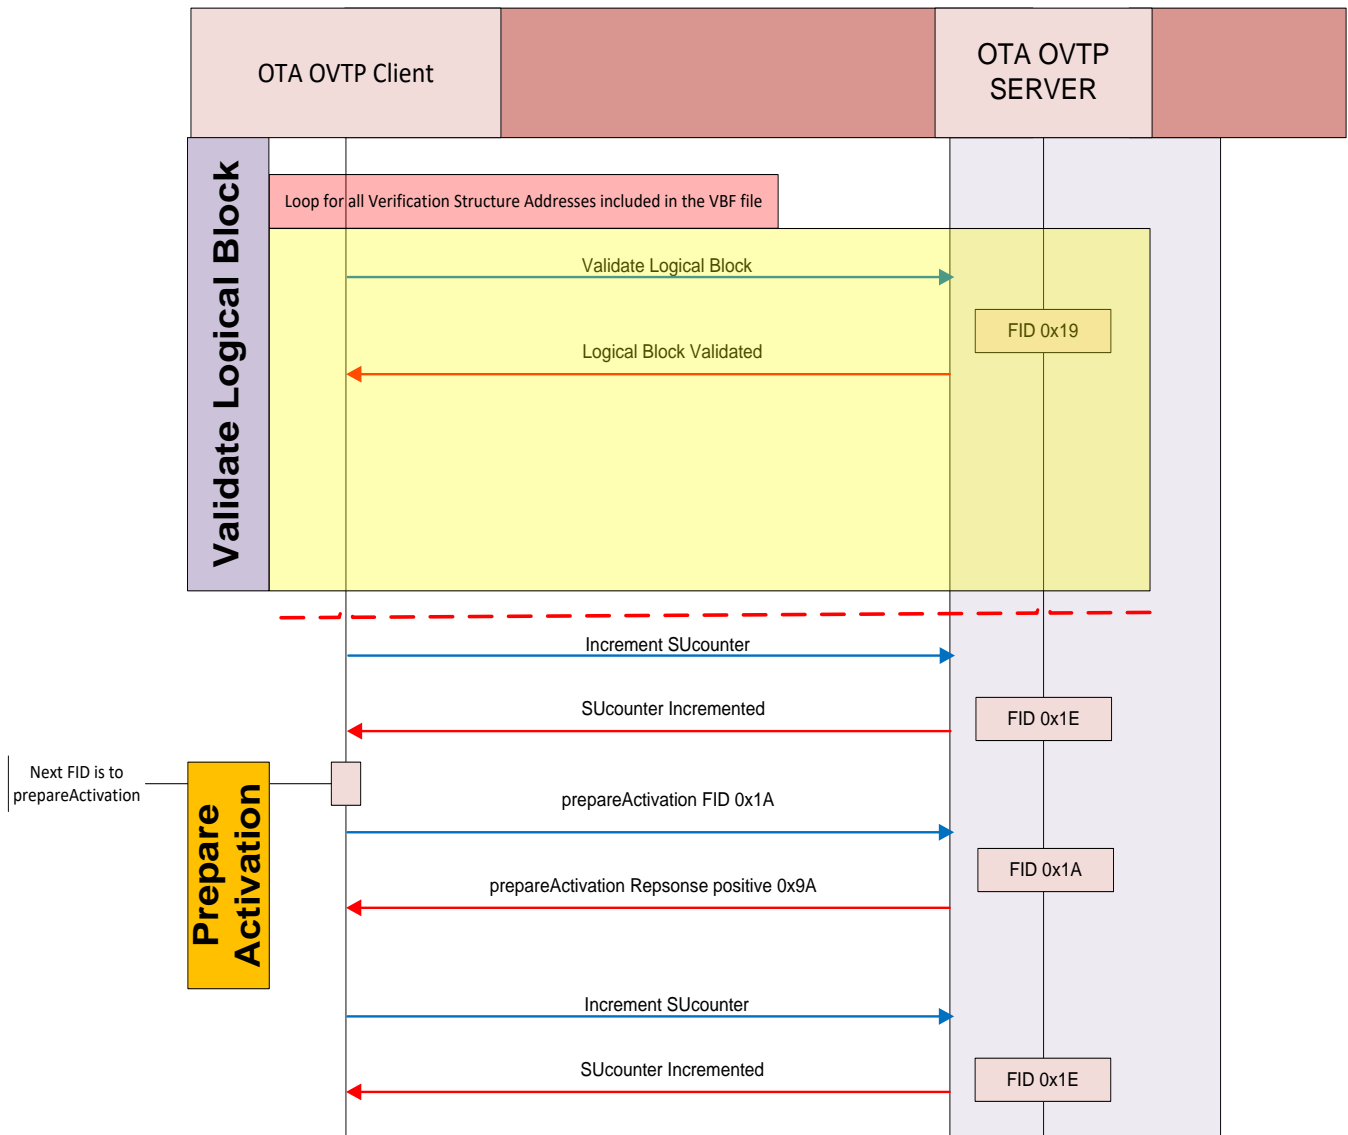 OTA OVTP Client
OTA OVTP
SERVER
Validate Logical Block
Loop for all Verification Structure Addresses included in the VBF file
Validate Logical Block
FID 0x19
Logical Block Validated
Increment SUcounter
SUcounter Incremented
FID 0x1E
Next FID is to
prepareActivation
Prepare
Activation
prepareActivation FID 0x1A
FID 0x1A
prepareActivation Repsonse positive 0x9A
Increment SUcounter
SUcounter Incremented
FID 0x1E